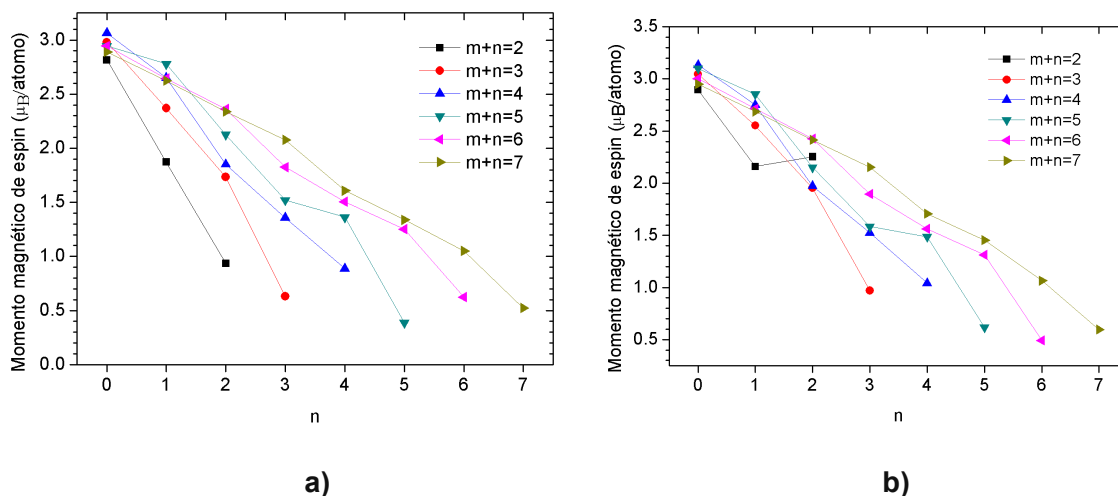 Momento magnético de espin (μB/atomo)
3.0
2.5
2.0
1.5
1.0
0.5
0.0
0 1 2 3 4 5 6 7
n
m+n=2
m+n=3
m+n=4
m+n=5
m+n=6
m+n=7
a)
Momento magnético de espin (μB/atomo)
3.5
3.0
2.5
2.0
1.5
1.0
0.5
0 1 2 3 4 5 6 7
n
m+n=2
m+n=3
m+n=4
m+n=5
m+n=6
m+n=7
b)